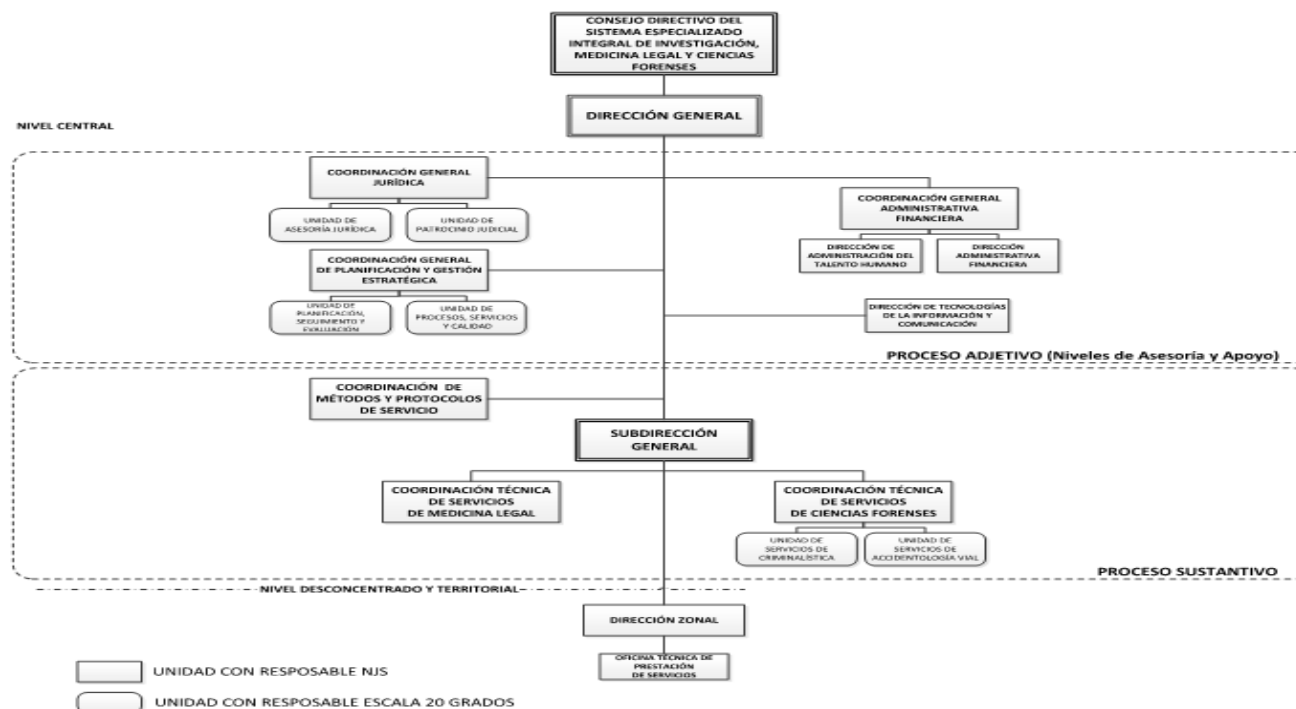 CONSEJO DIRECTIVO DEL
SISTEMA ESPECIALIZADO
INTEGRAL DE INVESTIGACIÓN,
MEDICINA LEGAL Y CIENCIAS
FORENSES
DIRECCIÓN GENERAL
NIVEL CENTRAL
COORDINACIÓN GENERAL
JURÍDICA
UNIDAD DE
ASESORÍA JURÍDICA
UNIDAD DE
PATROCINIO JUDICIAL
COORDINACIÓN GENERAL
ADMINISTRATIVA
FINANCIERA
DIRECCIÓN DE
ADMINISTRACIÓN DEL
TALENTO HUMANO
DIRECCIÓN
ADMINISTRATIVA
FINANCIERA
COORDINACIÓN GENERAL
DE PLANIFICACIÓN Y GESTIÓN
ESTRATÉGICA
UNIDAD DE
PLANIFICACIÓN,
SEGUIMIENTO Y
EVALUACIÓN
UNIDAD DE
PROCESOS, SERVICIOS
Y CALIDAD
DIRECCIÓN DE TECNOLOGÍAS
DE LA INFORMACIÓN Y
COMUNICACIÓN
PROCESO ADJETIVO (Niveles de Asesoría y Apoyo)
COORDINACIÓN DE
MÉTODOS Y PROTOCOLOS
DE SERVICIO
SUBDIRECCIÓN
GENERAL
COORDINACIÓN TÉCNICA
DE SERVICIOS
DE MEDICINA LEGAL
COORDINACIÓN TÉCNICA
DE SERVICIOS
DE CIENCIAS FORENSES
UNIDAD DE
SERVICIOS DE
CRIMINALÍSTICA
UNIDAD DE
SERVICIOS DE
ACCIDENTOLOGÍA VIAL
PROCESO SUSTANTIVO
NIVEL DESCONCENTRADO Y TERRITORIAL
DIRECCIÓN ZONAL
OFICINA TÉCNICA DE
PRESTACIÓN
DE SERVICIOS
UNIDAD CON RESPOSABLE NJS
UNIDAD CON RESPOSABLE ESCALA 20 GRADOS